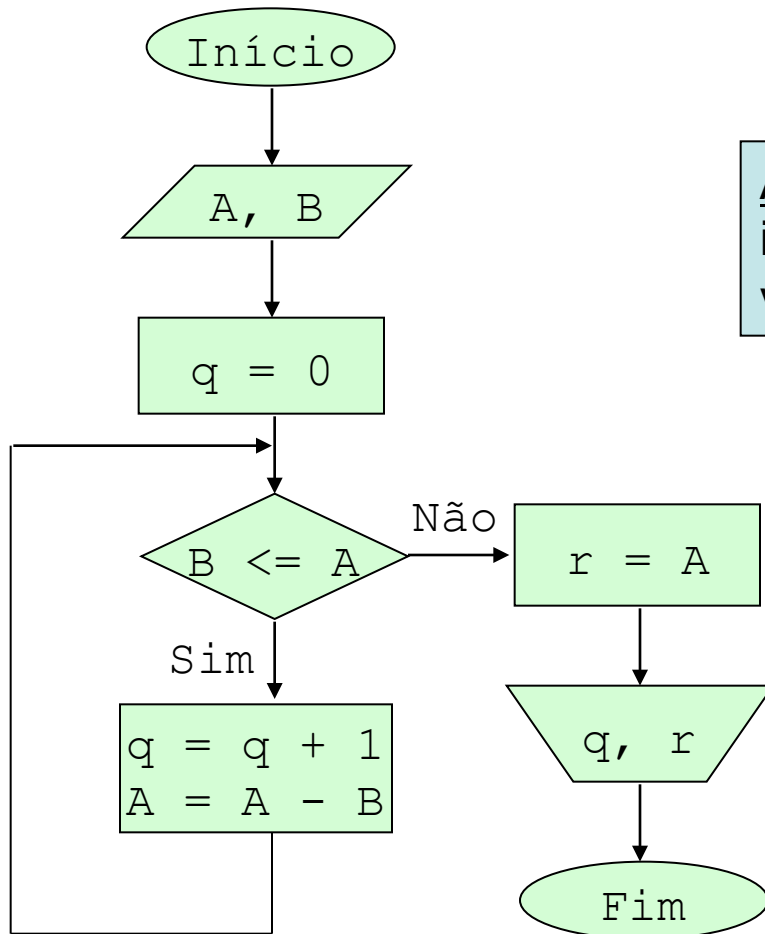 Início
A, B
q = 0
B <= A
Não
r = A
Sim
q = q + 1
A = A - B
q, r
Fim